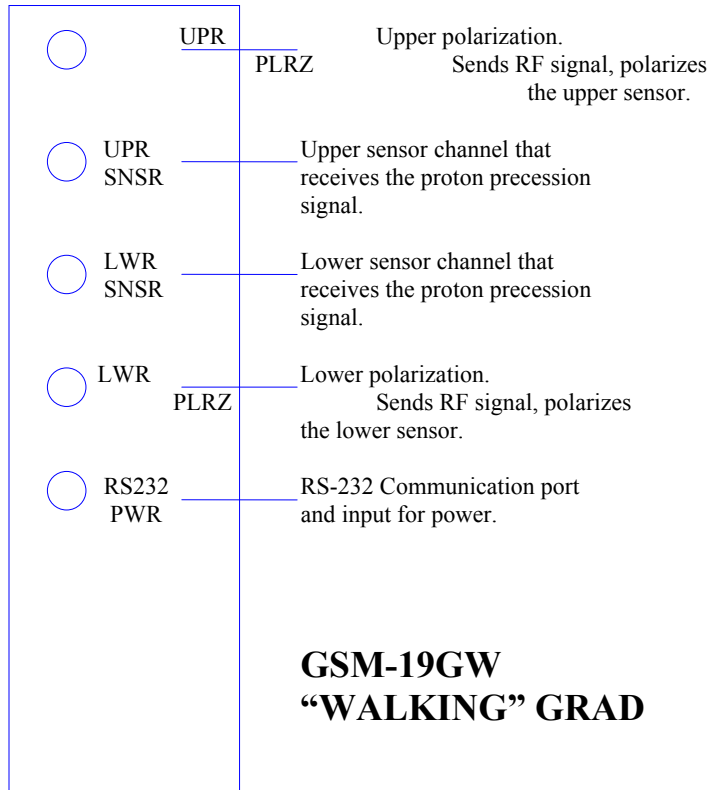 UPR Upper polarization.
PLRZ Sends RF signal, polarizes
the upper sensor.
UPR Upper sensor channel that
SNSR receives the proton precession
signal.
LWR Lower sensor channel that
SNSR receives the proton precession
signal.
LWR Lower polarization.
PLRZ Sends RF signal, polarizes
the lower sensor.
RS232 RS-232 Communication port
PWR and input for power.
GSM-19GW
“WALKING” GRAD